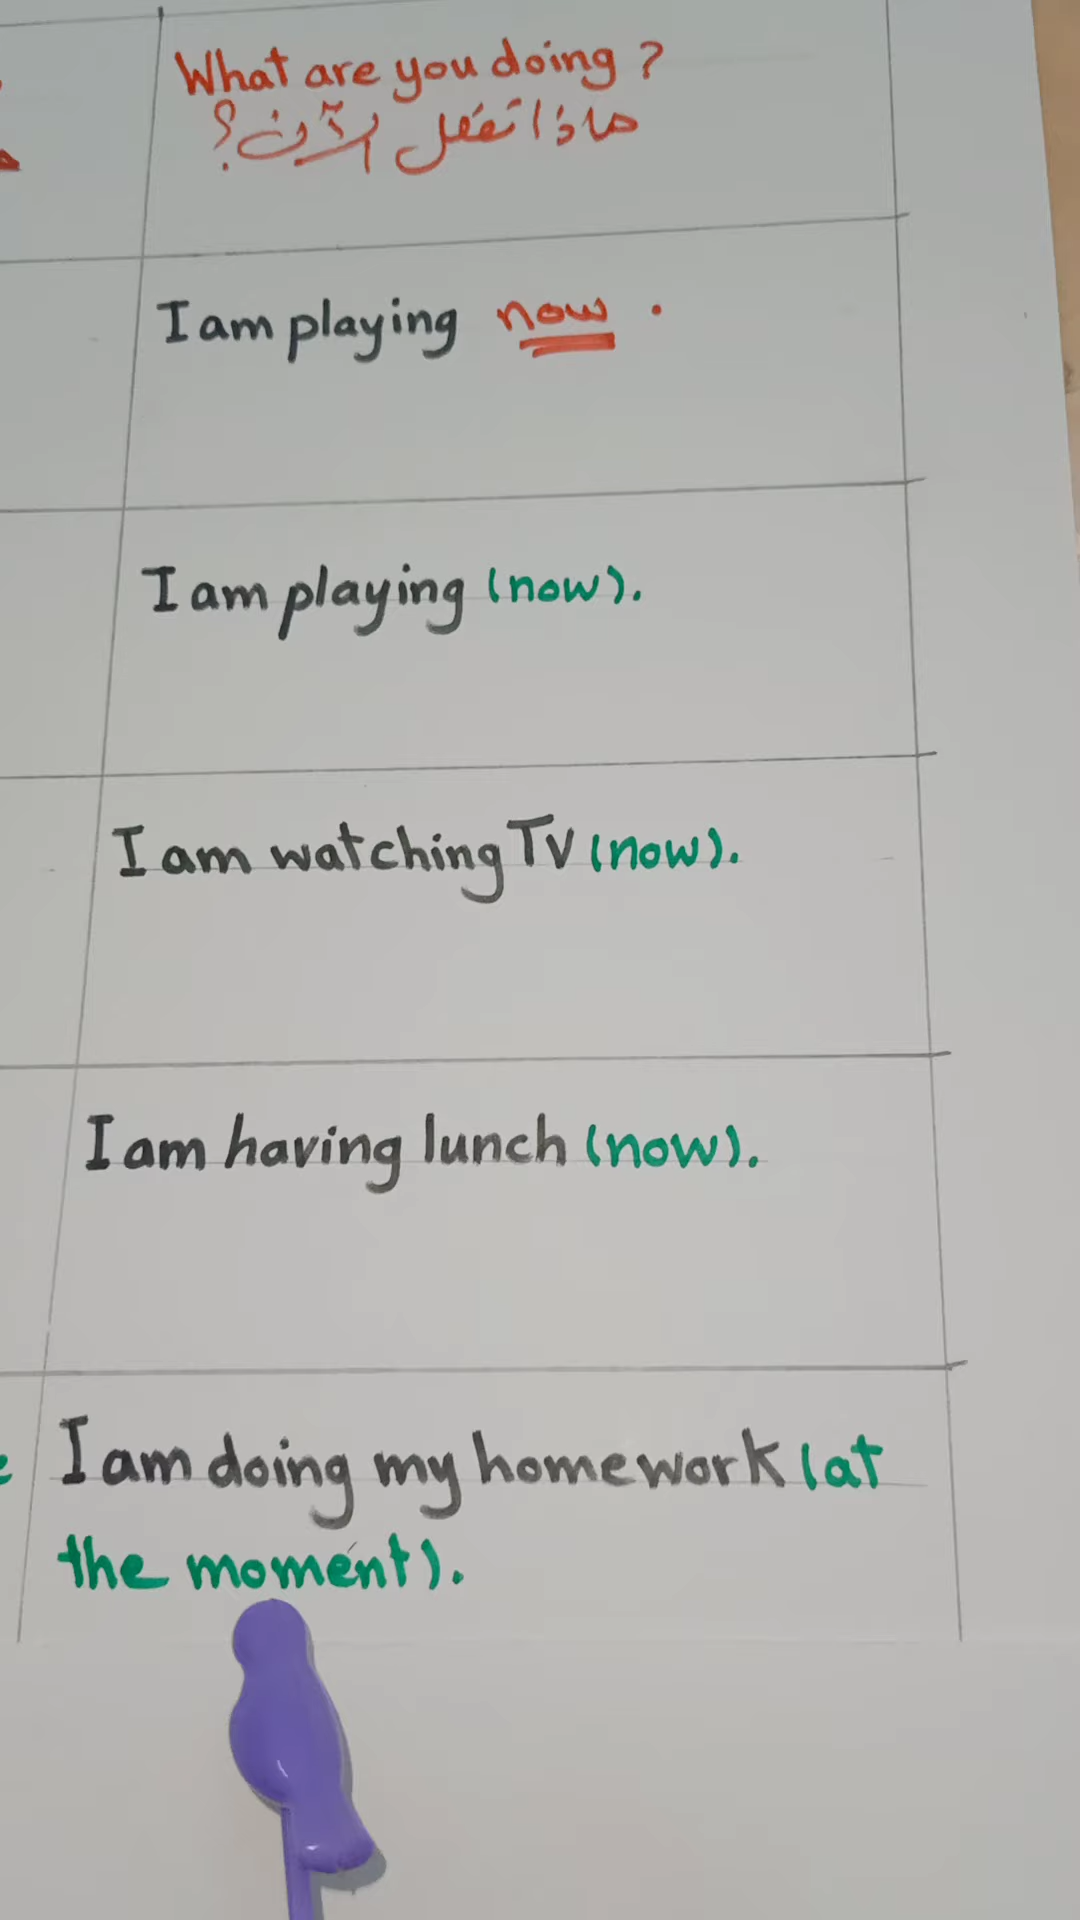 What are you doing ?
ماذا تفعل الآن؟
I am playing now .
I am playing (now).
I am watching TV (now).
I am having lunch (now).
I am doing my homework (at
the moment).